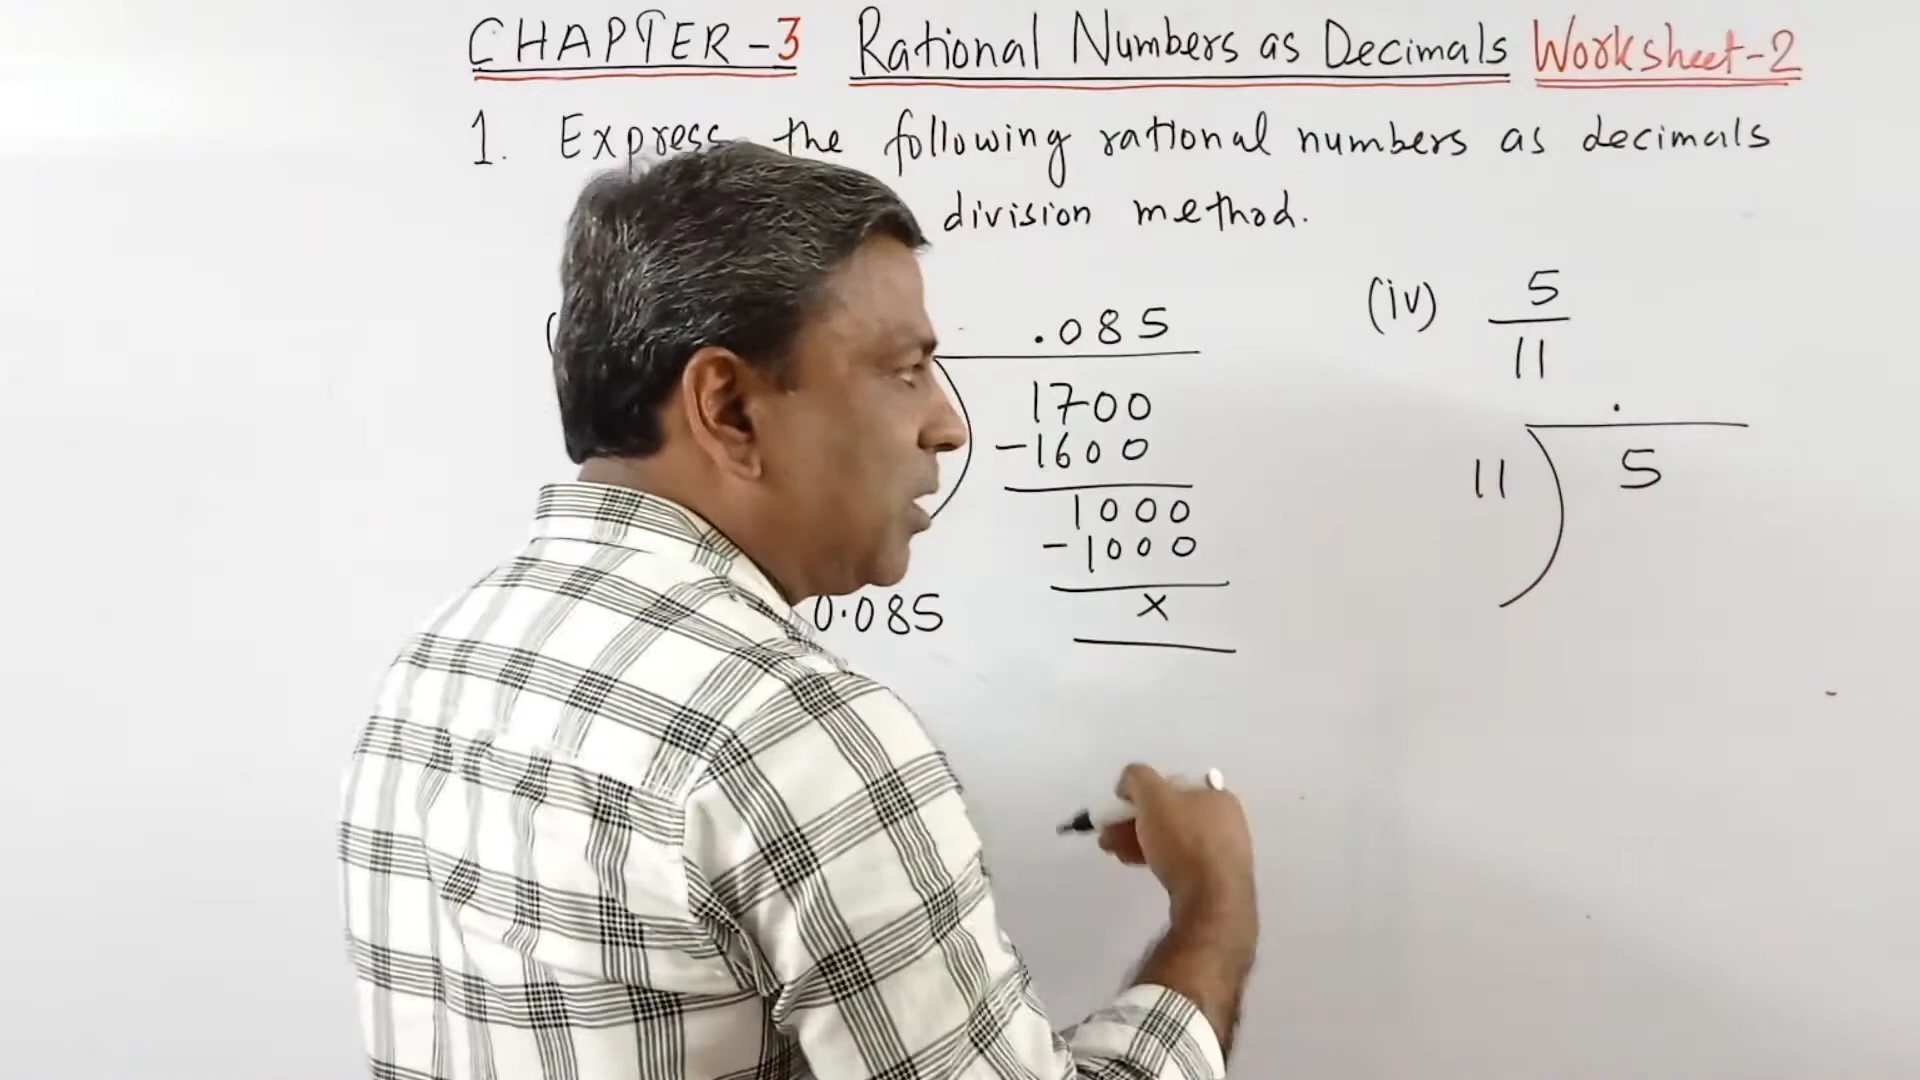 CHAPTER-3 Rational Numbers as Decimals Worksheet-2
1. Express the following rational numbers as decimals
division method.
(iv) 5/11
.085
1700
-1600
1000
-1000
x
0.085
.
11 ) 5